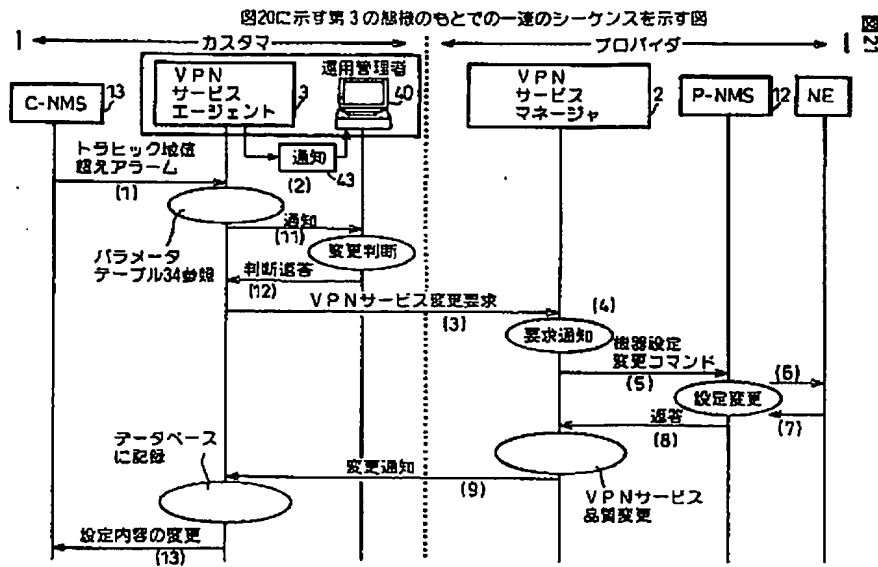 図20に示す第3の態様のもとでの一連のシーケンスを示す図
図21
カスタマ
プロバイダ
C-NMS
13
VPN
サービス
エージェント
3
運用管理者
40
VPN
サービス
マネージャ
2
P-NMS
12
NE
通知
(2)
43
トラヒック域値
超えアラーム
(1)
パラメータ
テーブル34参照
通知
(11)
変更判断
判断返答
(12)
VPNサービス変更要求
(3)
(4)
要求通知
機器設定
変更コマンド
(5)
(6)
設定変更
(7)
返答
(8)
データベース
に記録
変更通知
(9)
VPNサービス
品質変更
設定内容の変更
(13)